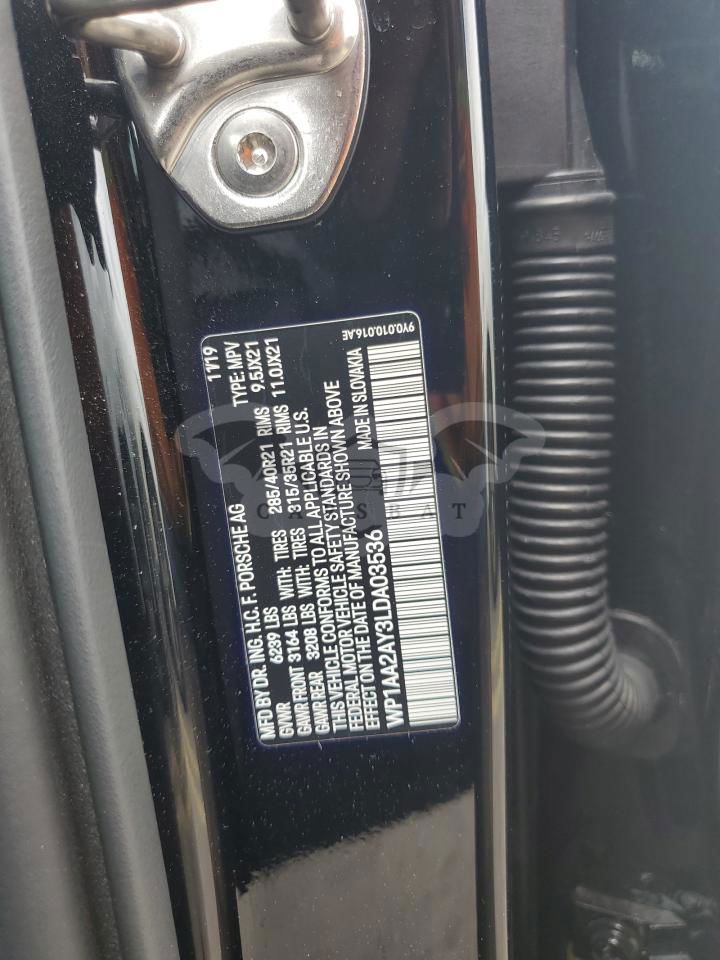 MFD BY DR. ING. H.C. F. PORSCHE AG 11/19
GVWR 6239 LBS TYPE: MPV
GAWR FRONT 3164 LBS WITH: TIRES 285/40R21 RIMS 9.5JX21
GAWR REAR 3208 LBS WITH: TIRES 315/35R21 RIMS 11.0JX21
THIS VEHICLE CONFORMS TO ALL APPLICABLE U.S.
FEDERAL MOTOR VEHICLE SAFETY STANDARDS IN
EFFECT ON THE DATE OF MANUFACTURE SHOWN ABOVE
WP1AA2AY3LDA03536 MADE IN SLOVAKIA
9Y0.010.016.AE